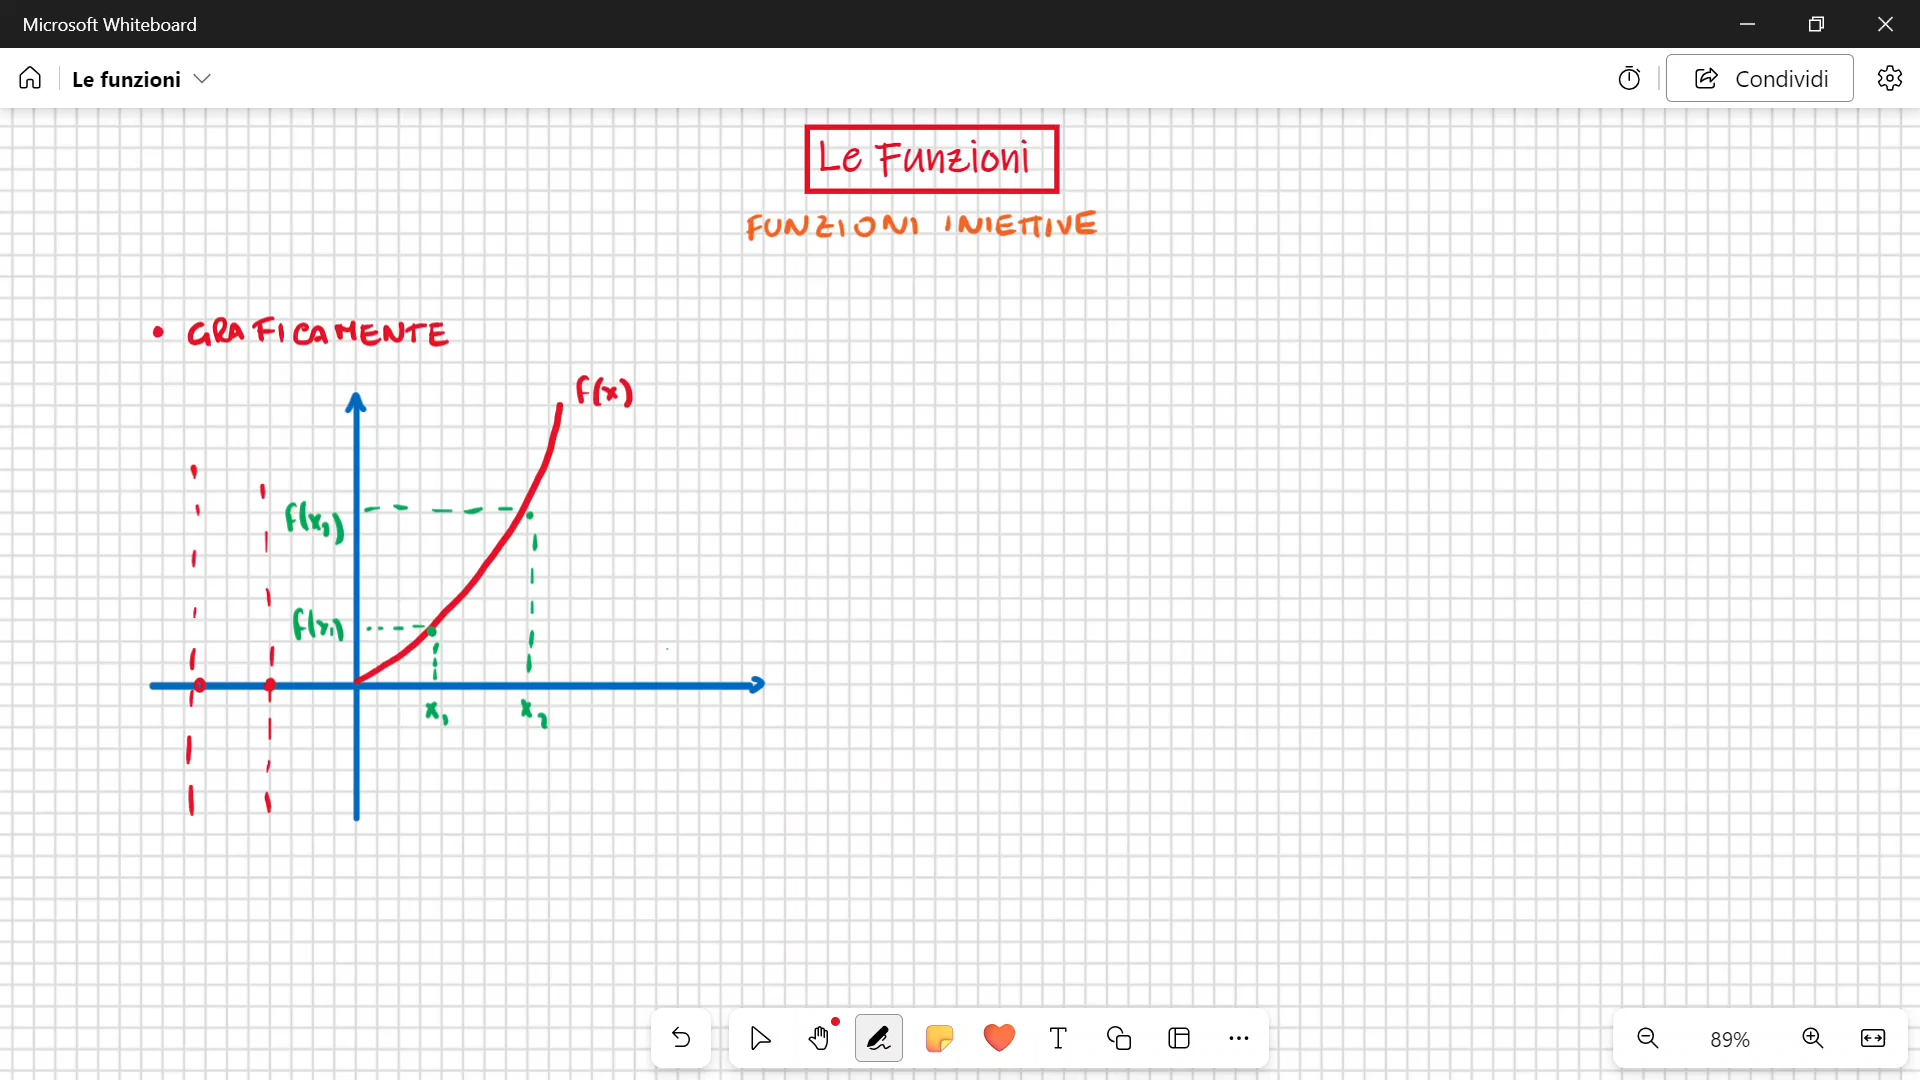 Microsoft Whiteboard
Le funzioni
Condividi
Le Funzioni
FUNZIONI INIETTIVE
• GRAFICAMENTE
f(x)
f(x₂)
f(x₁)
x₁
x₂
T
89%